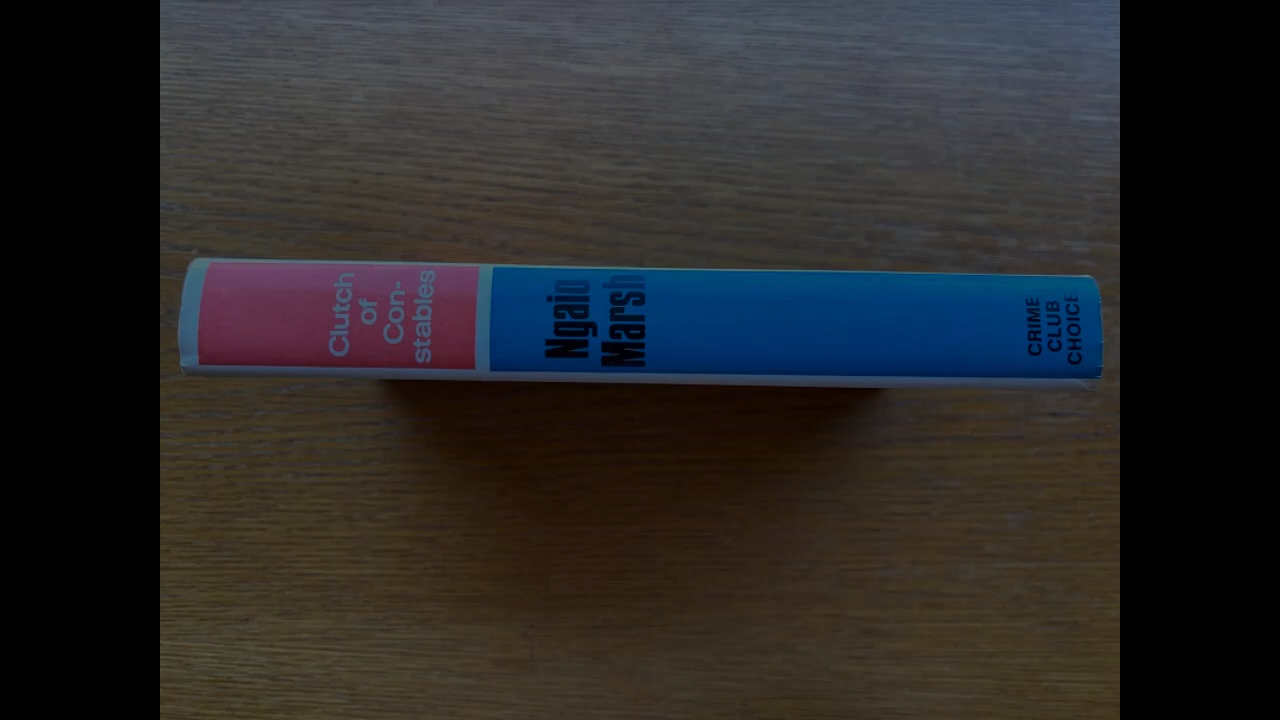 Clutch
of
Con-
stables
Ngaio
Marsh
CRIME
CLUB
CHOICE